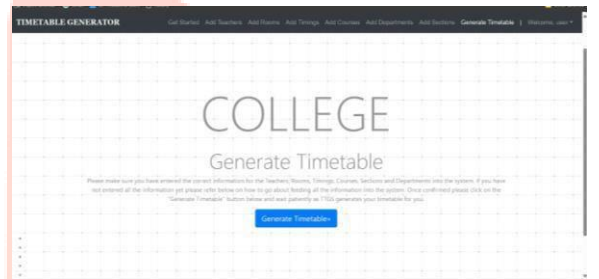 TIMETABLE GENERATOR Get Started Add Teachers Add Rooms Add Timings Add Courses Add Departments Add Sections Generate Timetable | Welcome, user
COLLEGE
Generate Timetable
Please make sure you have entered the correct information for the Teachers, Rooms, Timings, Courses, Sections and Departments into the system. If you have
not entered all the information yet please refer below on how to go about feeding all the information into the system. Once confirmed please click on the
"Generate Timetable" button below and wait patiently as TTGS generates your timetable for you.
Generate Timetable»